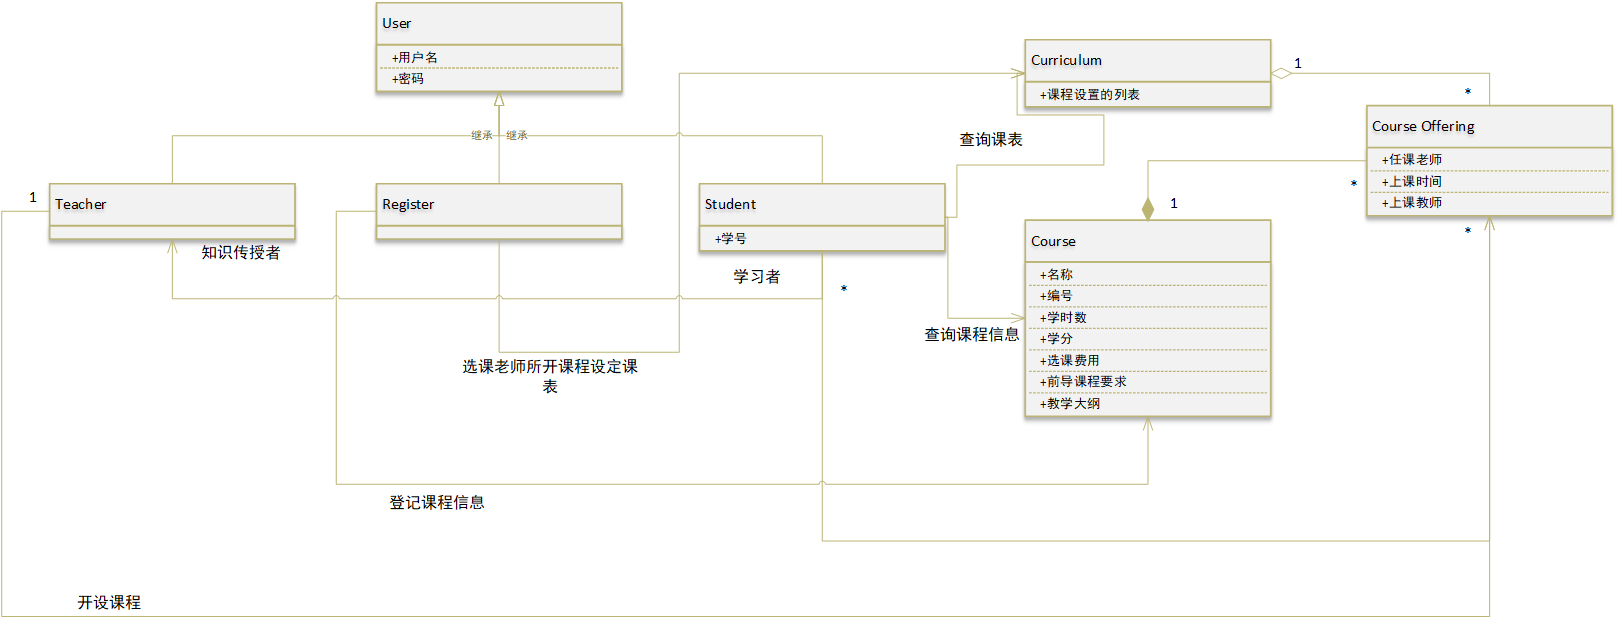 User
+用户名
+密码
继承
继承
Curriculum
+课程设置的列表
1
*
Course Offering
+任课老师
+上课时间
+上课教师
*
*
查询课表
1
Teacher
1
知识传授者
Register
Student
+学号
学习者
*
Course
+名称
+编号
+学时数
+学分
+选课费用
+前导课程要求
+教学大纲
1
查询课程信息
选课老师所开课程设定课
表
登记课程信息
开设课程